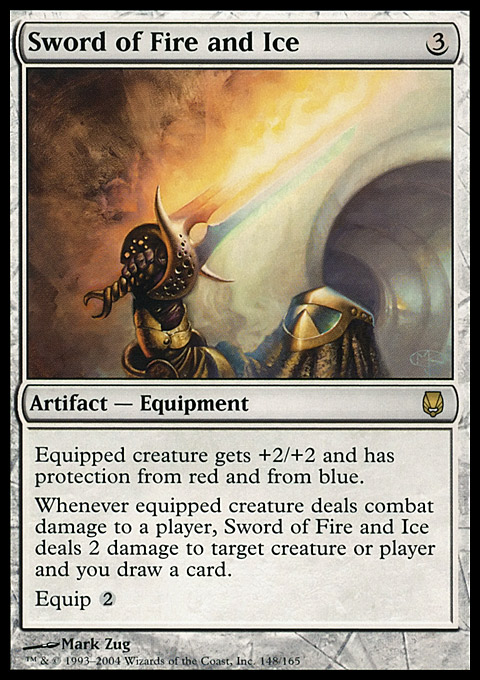 Sword of Fire and Ice 3
Artifact — Equipment
Equipped creature gets +2/+2 and has
protection from red and from blue.
Whenever equipped creature deals combat
damage to a player, Sword of Fire and Ice
deals 2 damage to target creature or player
and you draw a card.
Equip 2
Mark Zug
™ & © 1993–2004 Wizards of the Coast, Inc. 148/165